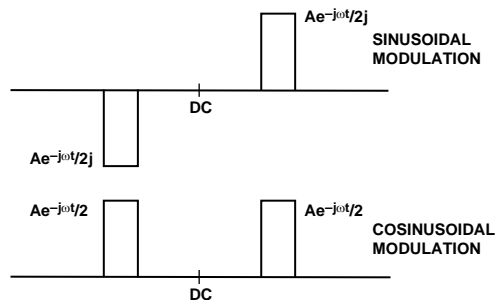 Ae–jωt/2j
SINUSOIDAL
MODULATION
DC
Ae–jωt/2j
Ae–jωt/2
Ae–jωt/2
COSINUSOIDAL
MODULATION
DC